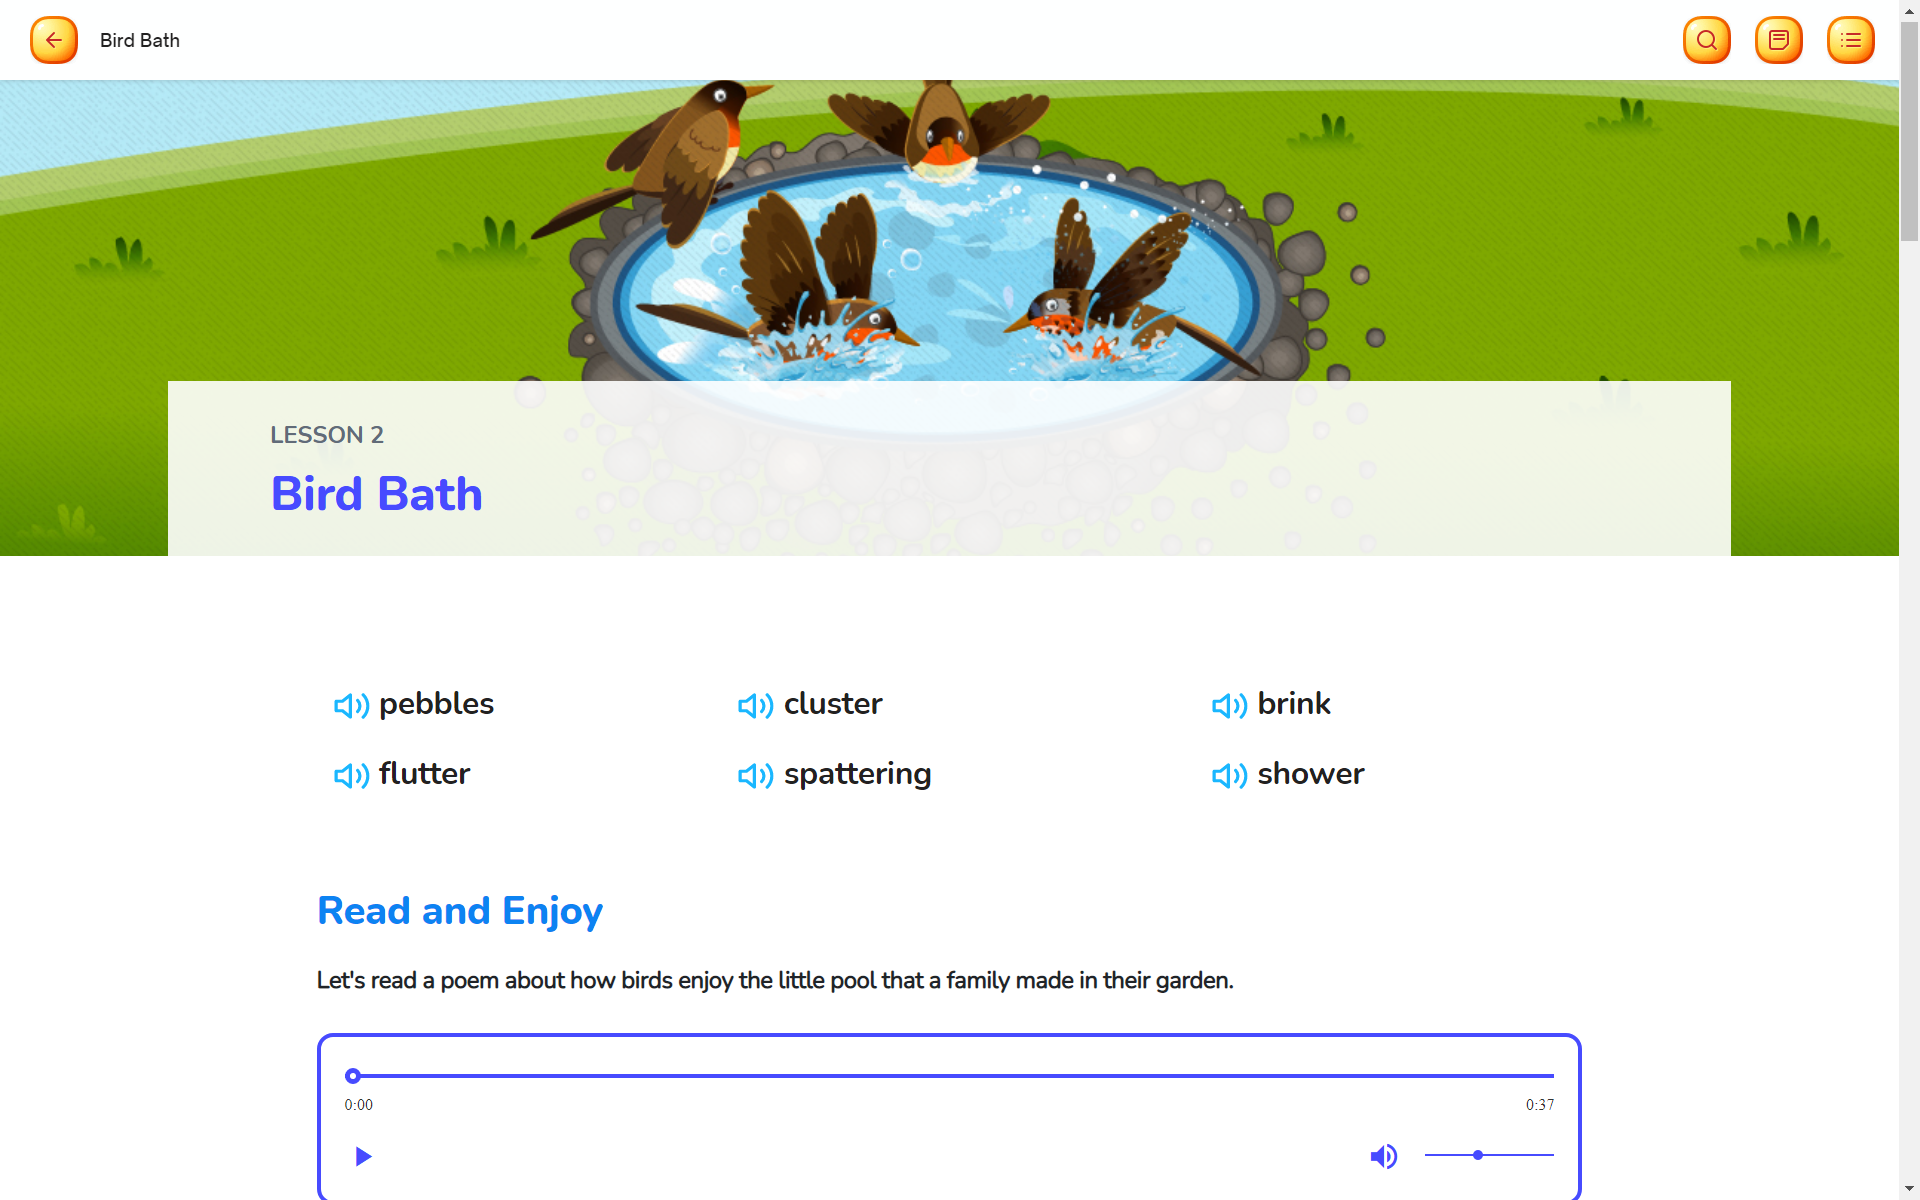 Bird Bath
LESSON 2
Bird Bath
pebbles cluster brink
flutter spattering shower
Read and Enjoy
Let's read a poem about how birds enjoy the little pool that a family made in their garden.
0:00 0:37